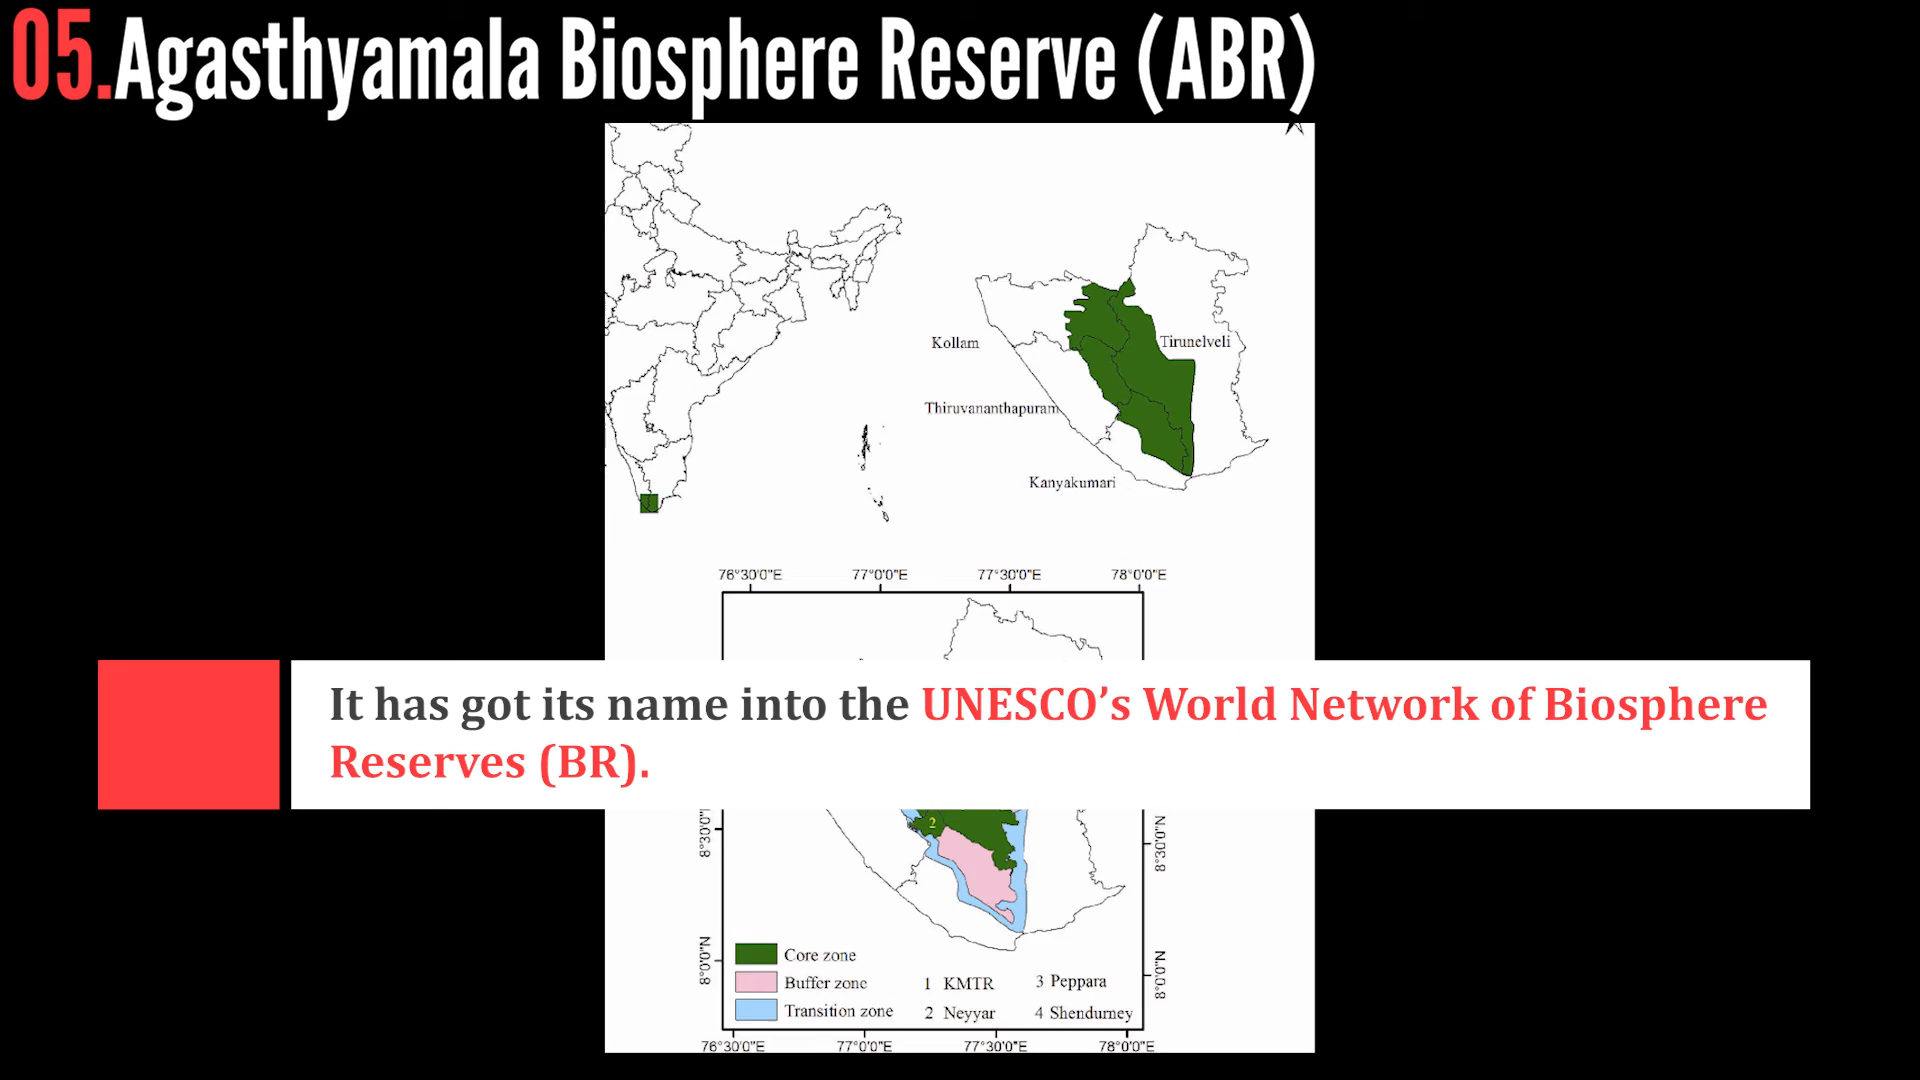 05.Agasthyamala Biosphere Reserve (ABR)
Kollam
Tirunelveli
Thiruvananthapuram
Kanyakumari
76°30'0"E 77°0'0"E 77°30'0"E 78°0'0"E
It has got its name into the UNESCO’s World Network of Biosphere
Reserves (BR).
2
8°30'0"N
8°30'0"N
8°0'0"N
8°0'0"N
Core zone
Buffer zone 1 KMTR 3 Peppara
Transition zone 2 Neyyar 4 Shendurney
76°30'0"E 77°0'0"E 77°30'0"E 78°0'0"E